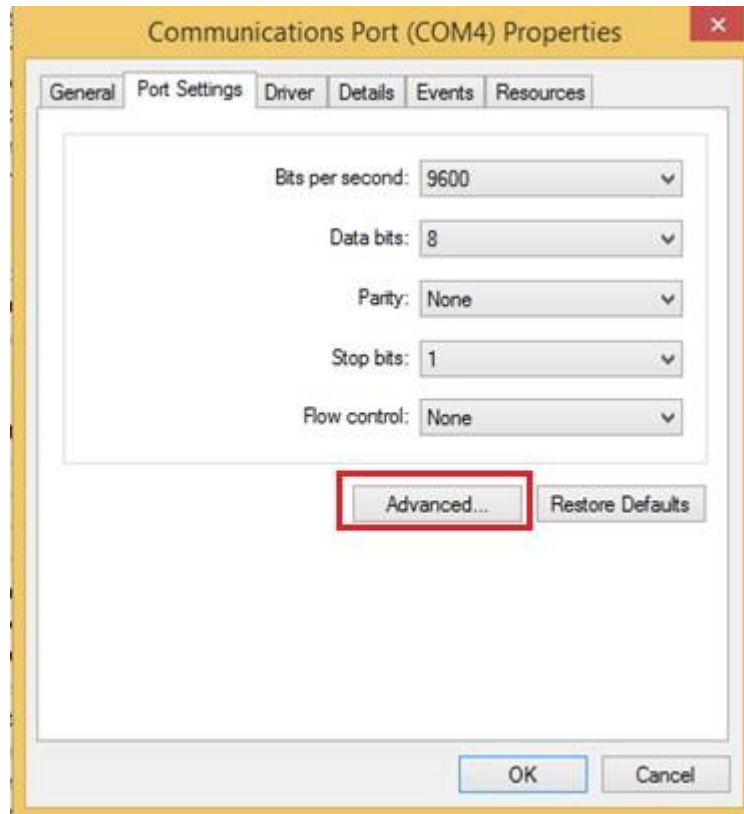 Communications Port (COM4) Properties
General Port Settings Driver Details Events Resources
Bits per second: 9600
Data bits: 8
Parity: None
Stop bits: 1
Flow control: None
Advanced... Restore Defaults
OK Cancel